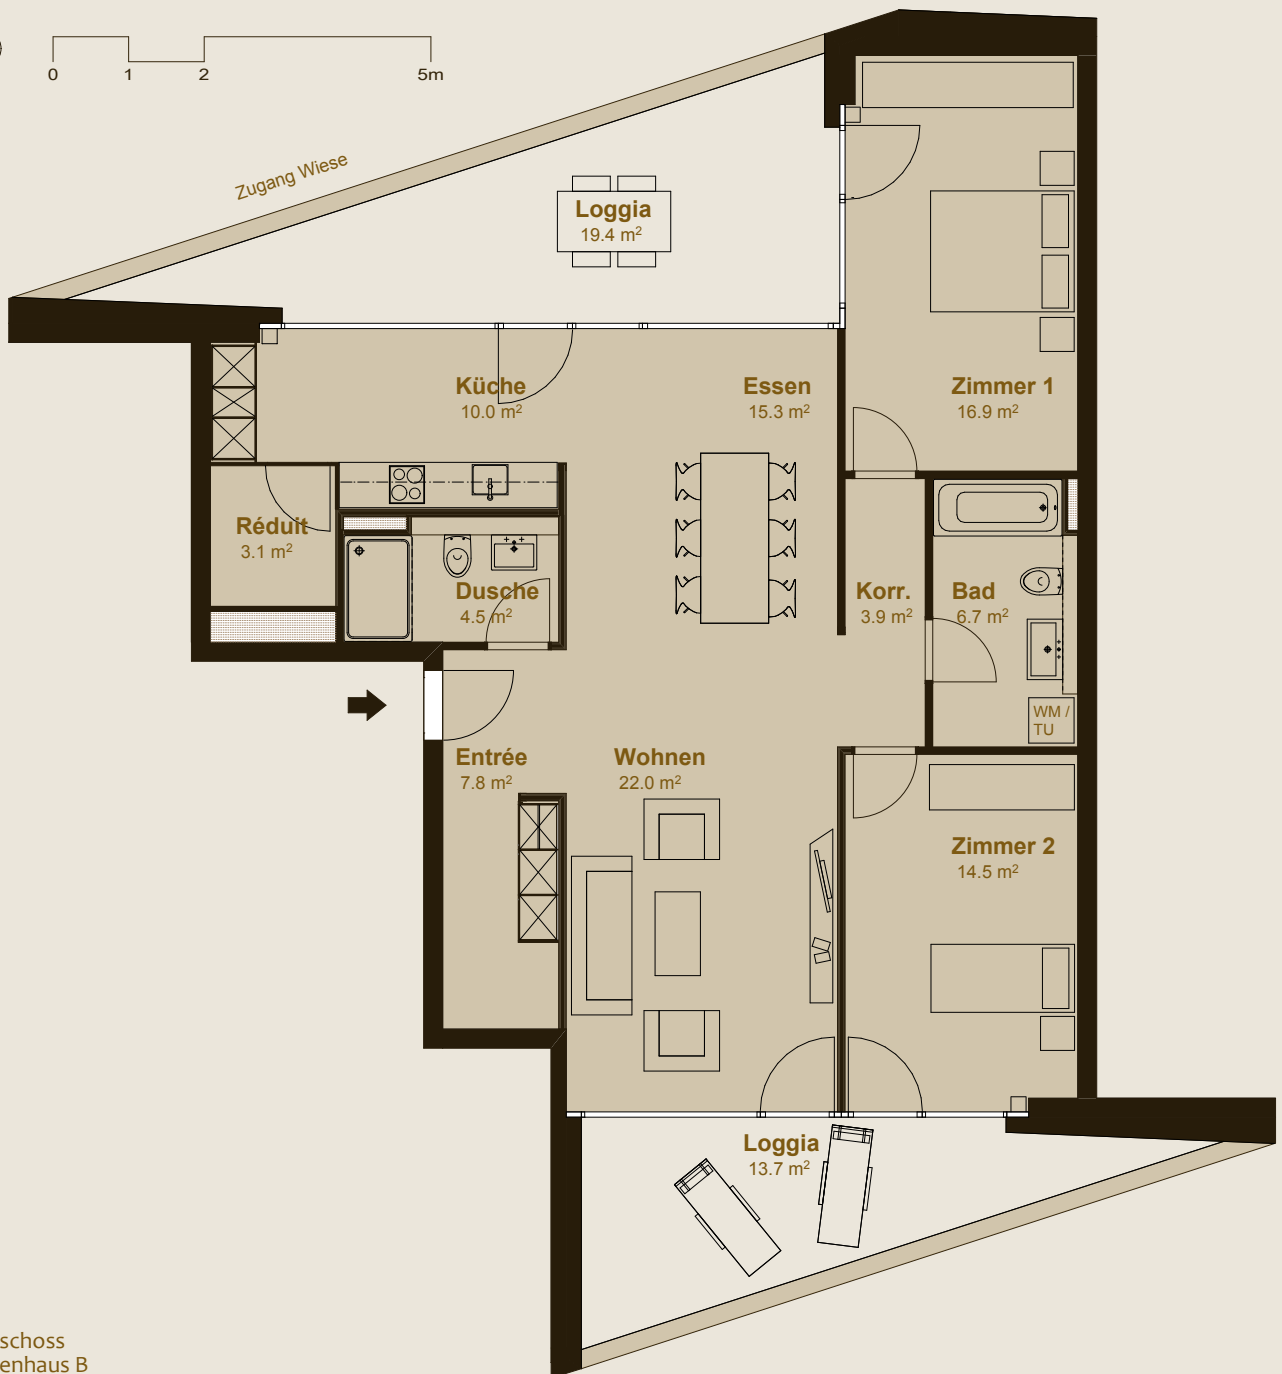 0 1 2 5m
Zugang Wiese
Loggia
19.4 m²
Küche
10.0 m²
Essen
15.3 m²
Zimmer 1
16.9 m²
Réduit
3.1 m²
Dusche
4.5 m²
Korr.
3.9 m²
Bad
6.7 m²
WM /
TU
Entrée
7.8 m²
Wohnen
22.0 m²
Zimmer 2
14.5 m²
Loggia
13.7 m²
schoss
enhaus B